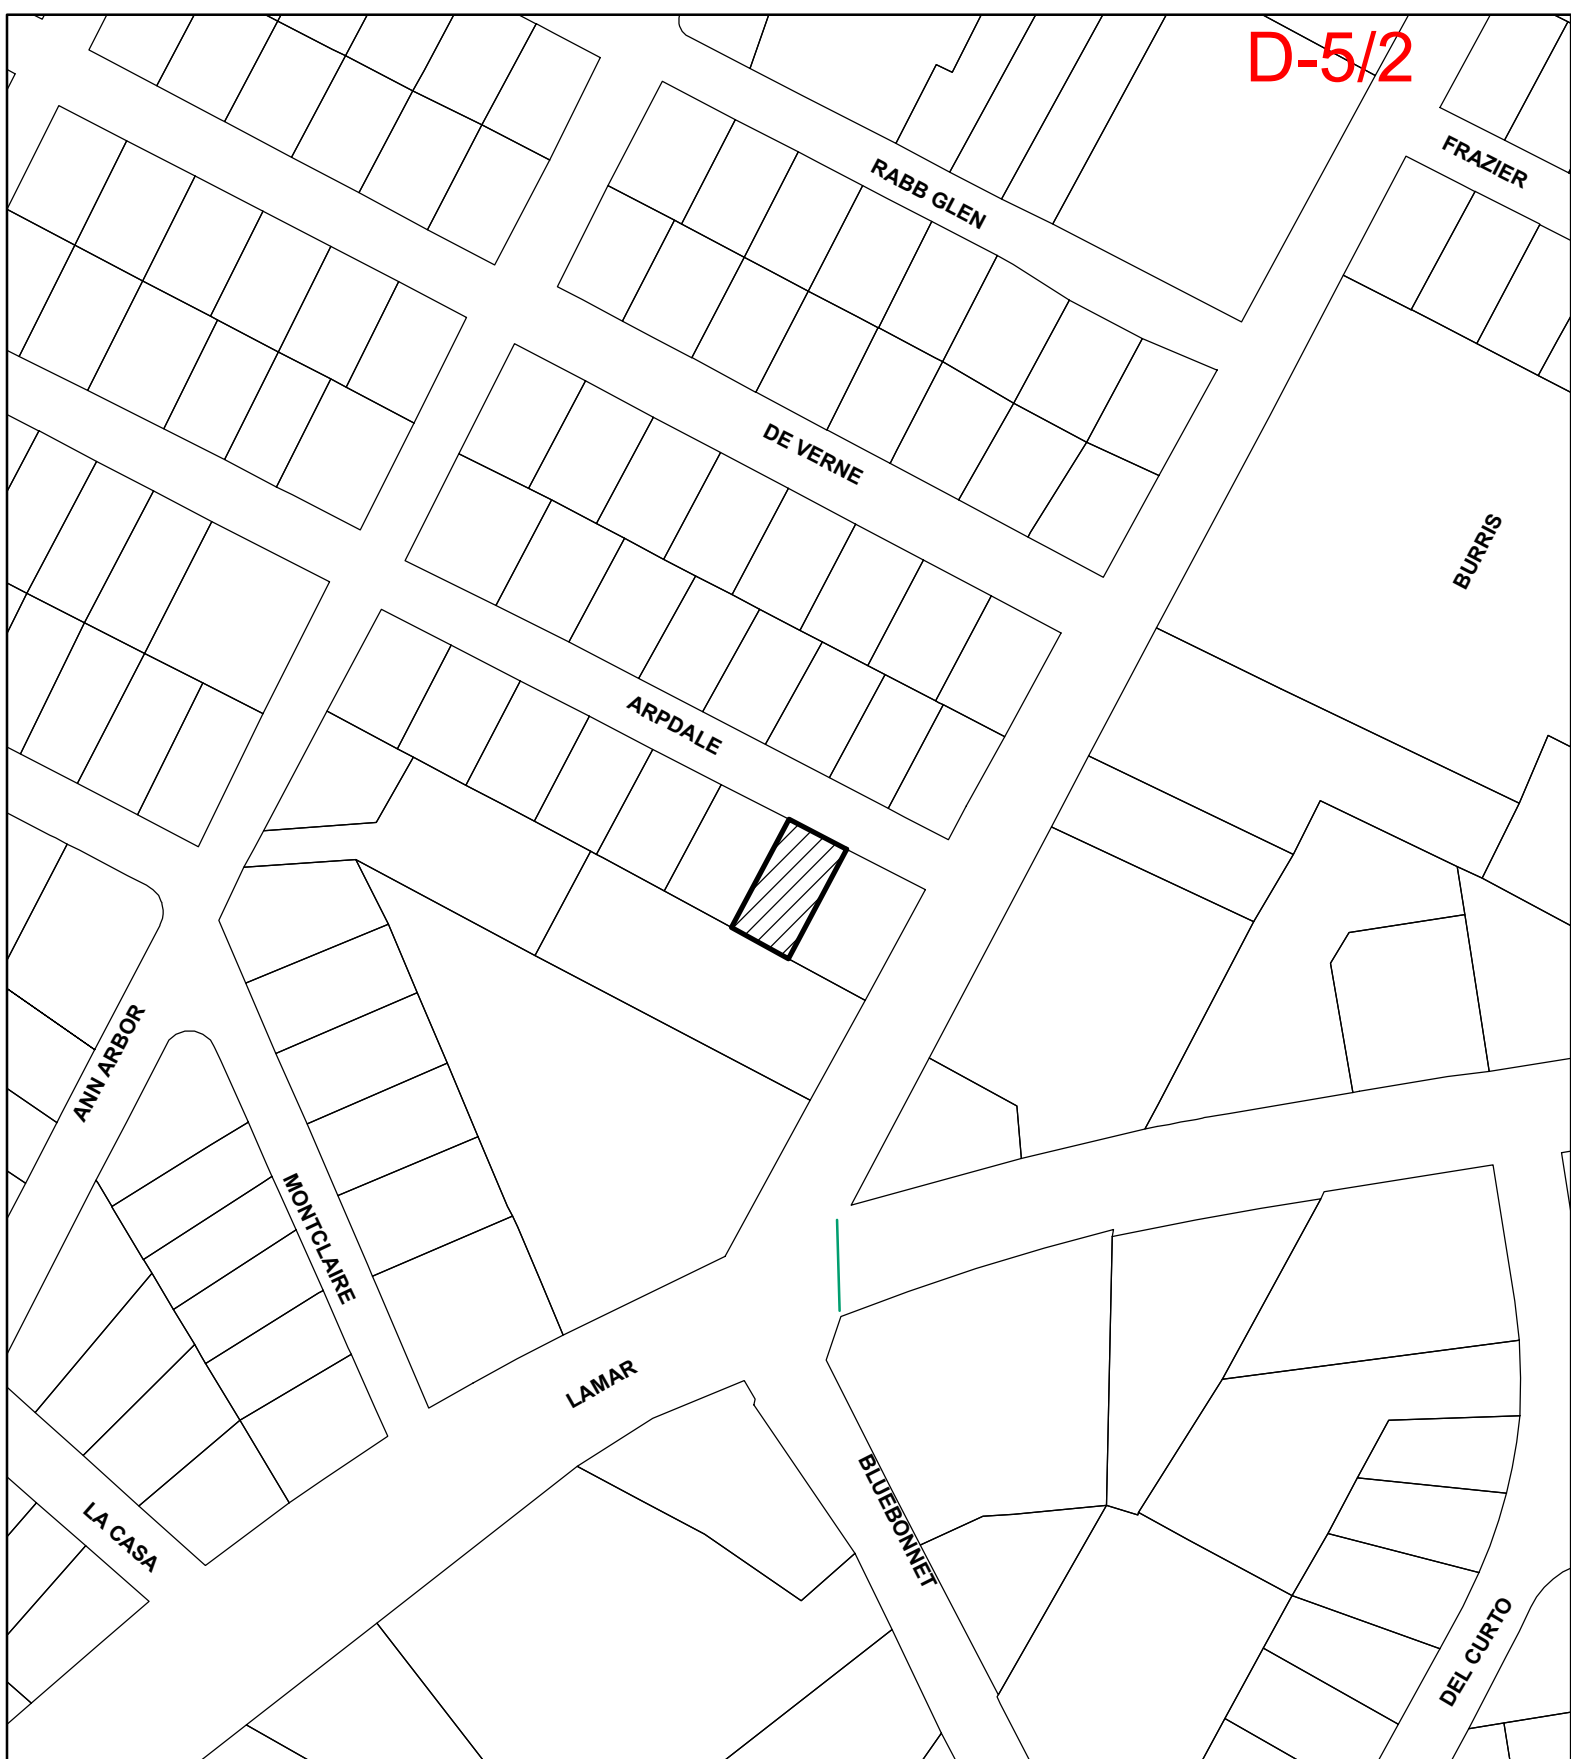 D-5/2
FRAZIER
RABB GLEN
DE VERNE
BURRIS
ARPDALE
ANN ARBOR
MONTCLAIRE
LAMAR
BLUEBONNET
LA CASA
DEL CURTO